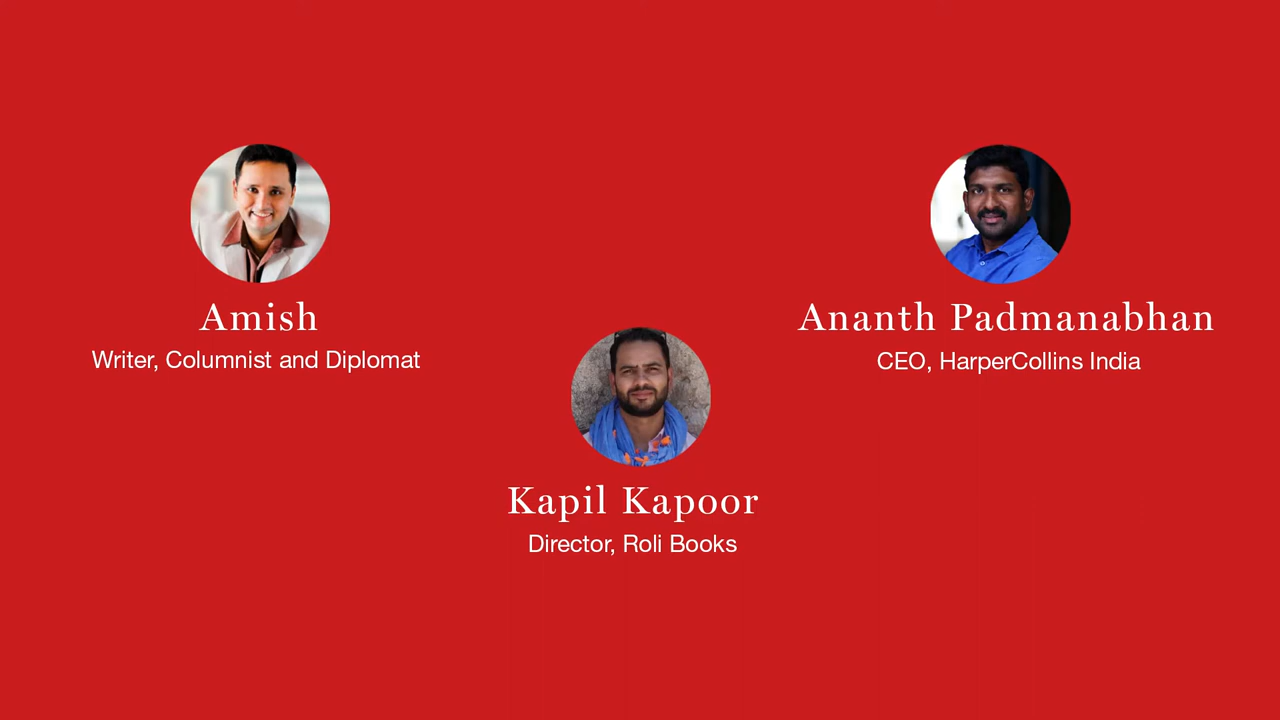 Amish
Writer, Columnist and Diplomat
Ananth Padmanabhan
CEO, HarperCollins India
Kapil Kapoor
Director, Roli Books